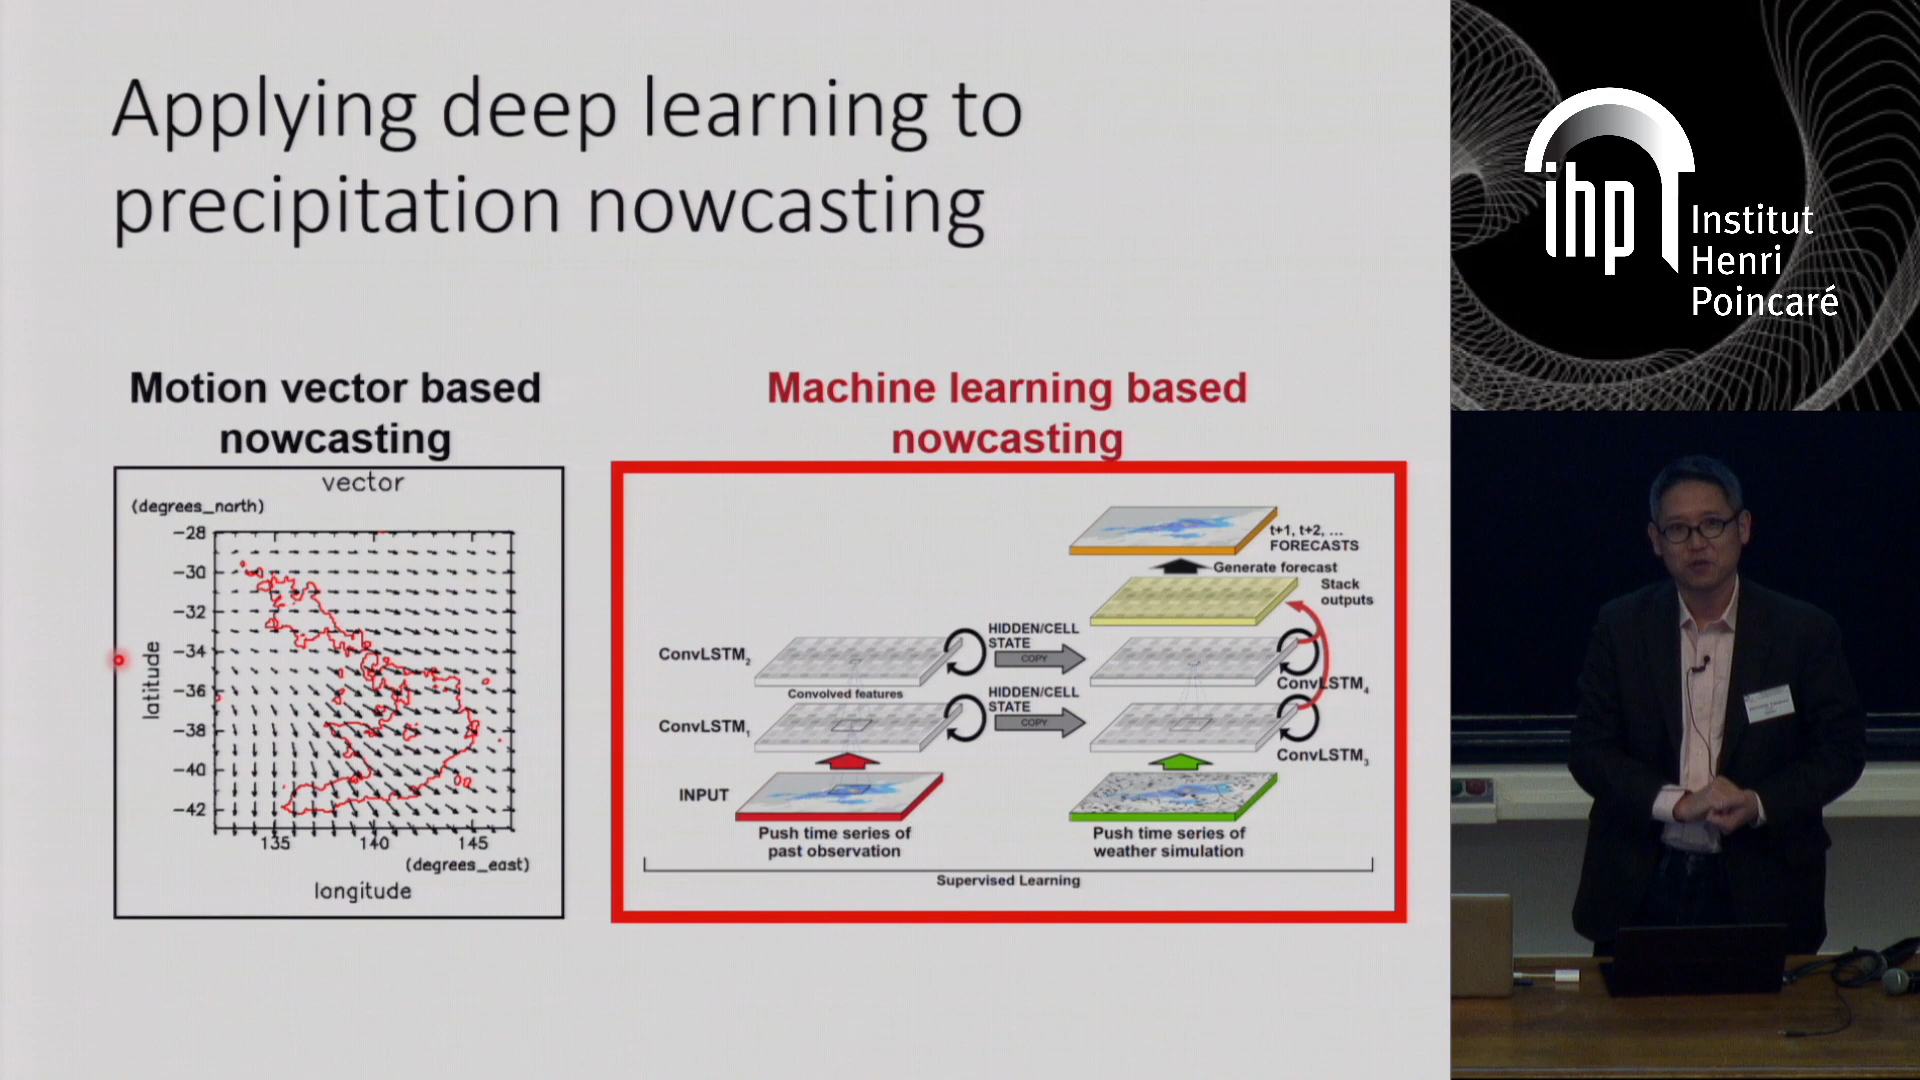 Applying deep learning to
precipitation nowcasting
Motion vector based
nowcasting
vector
(degrees_north)
-28
-30
-32
-34
-36
-38
-40
-42
latitude
135
140
145
(degrees_east)
longitude
Machine learning based
nowcasting
t+1, t+2, ...
FORECASTS
Generate forecast
Stack
outputs
HIDDEN/CELL
STATE
COPY
ConvLSTM2
Convolved features
ConvLSTM4
HIDDEN/CELL
STATE
COPY
ConvLSTM1
ConvLSTM3
INPUT
Push time series of
past observation
Push time series of
weather simulation
Supervised Learning
ihp
Institut
Henri
Poincaré